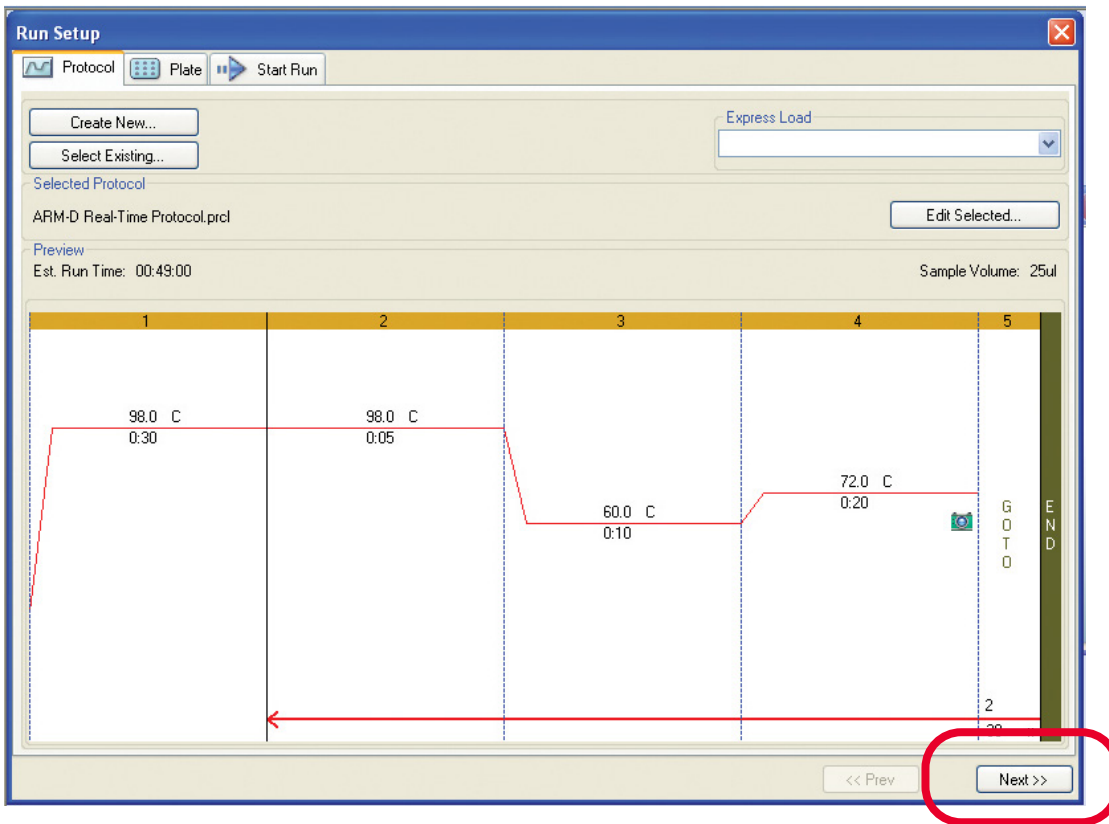 Run Setup
Protocol Plate Start Run
Create New...
Select Existing...
Express Load
Selected Protocol
ARM-D Real-Time Protocol.prcl
Edit Selected...
Preview
Est. Run Time: 00:49:00
Sample Volume: 25ul
1 2 3 4 5
98.0 C
0:30
98.0 C
0:05
60.0 C
0:10
72.0 C
0:20
GOTO
END
2
<< Prev
Next >>